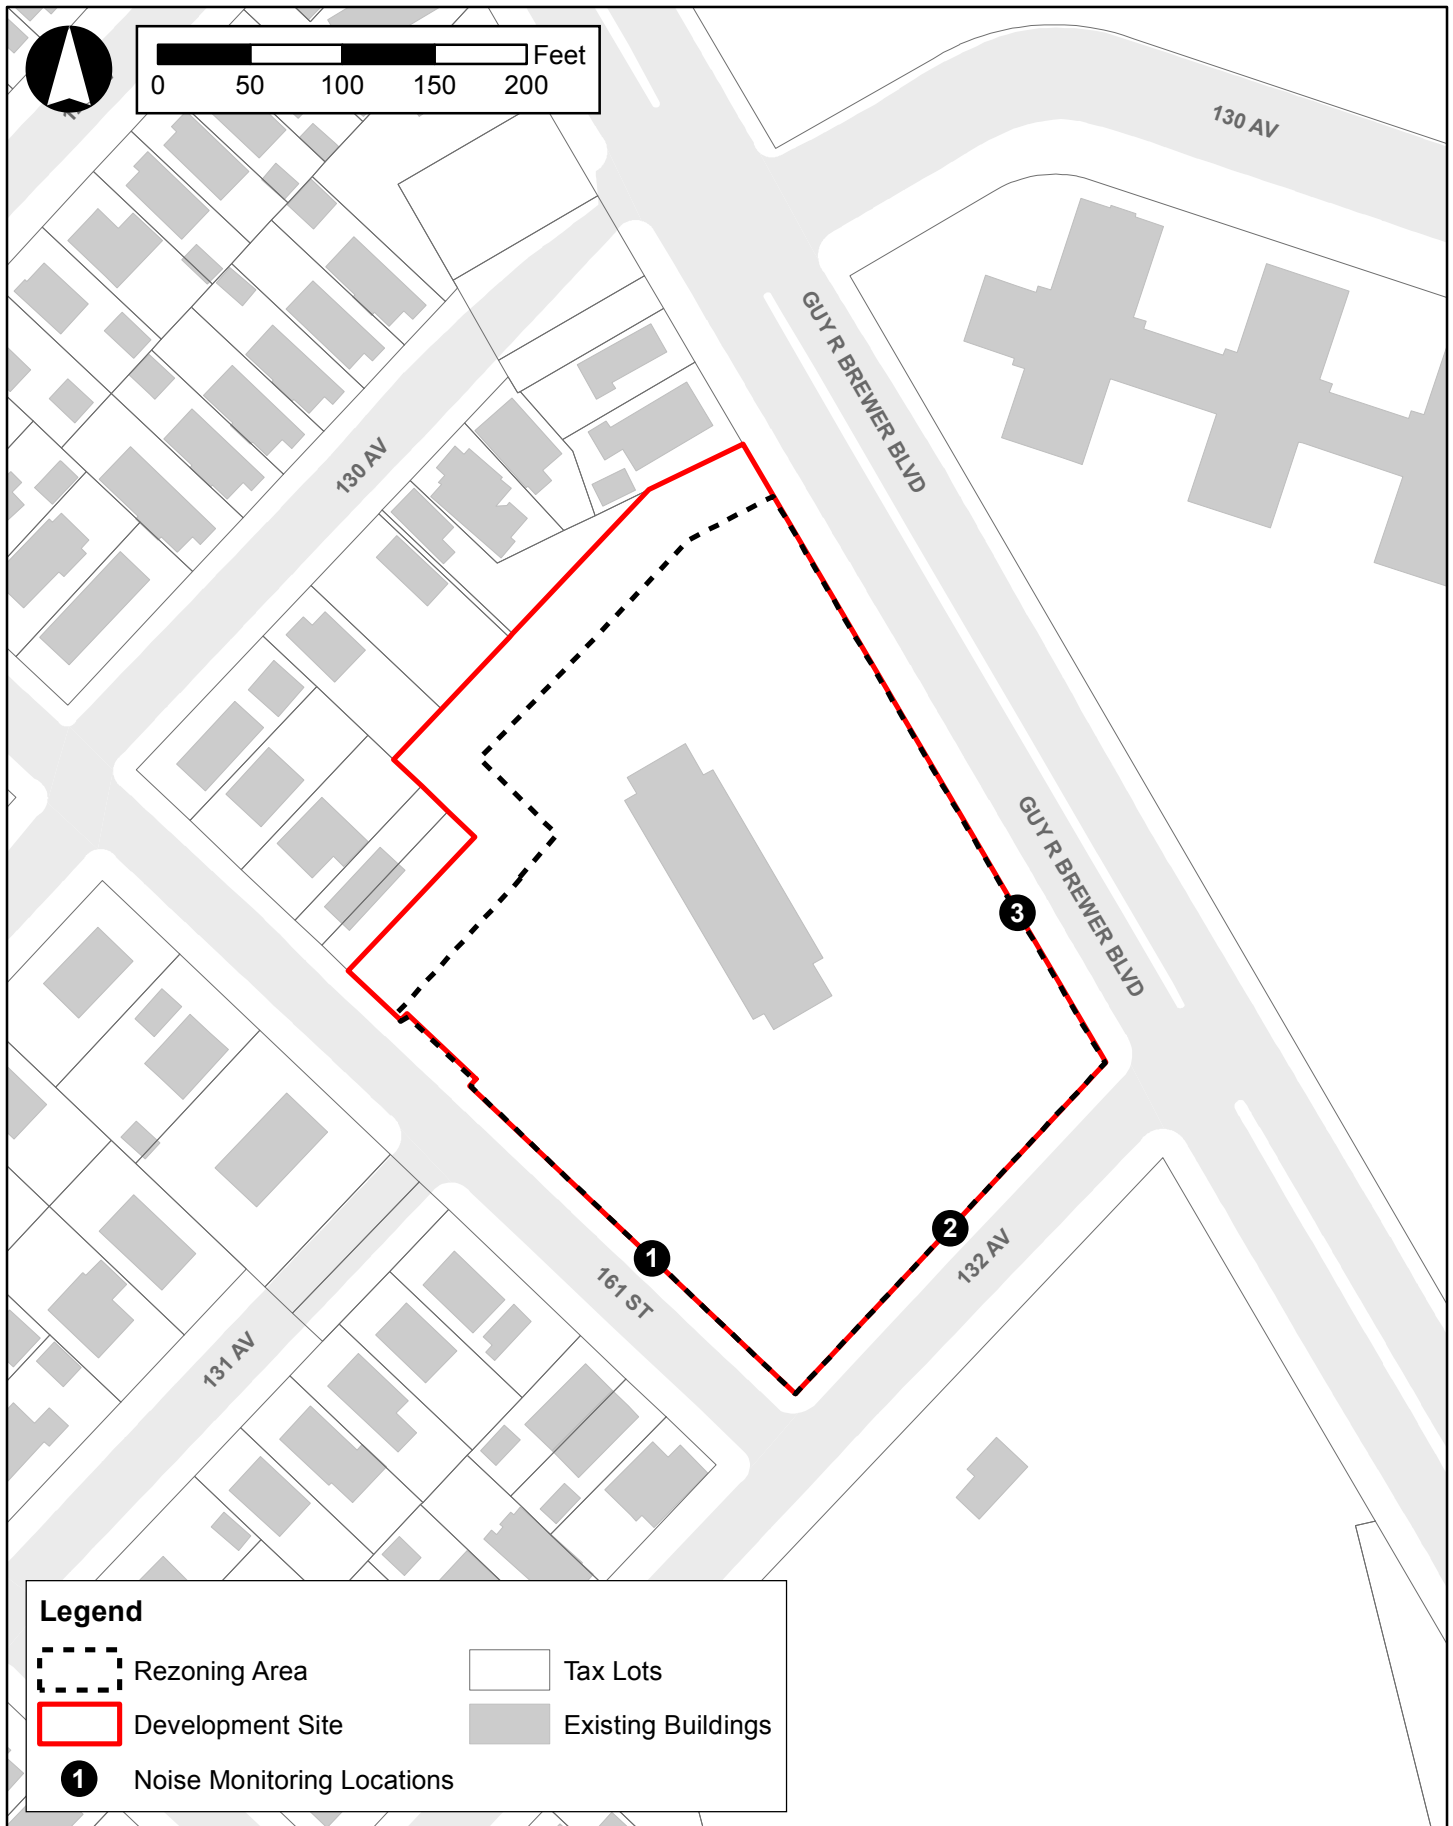 Feet
0 50 100 150 200
130 AV
GUY R BREWER BLVD
130 AV
GUY R BREWER BLVD
3
2
132 AV
1
161 ST
131 AV
Legend
Rezoning Area
Tax Lots
Development Site
Existing Buildings
1 Noise Monitoring Locations